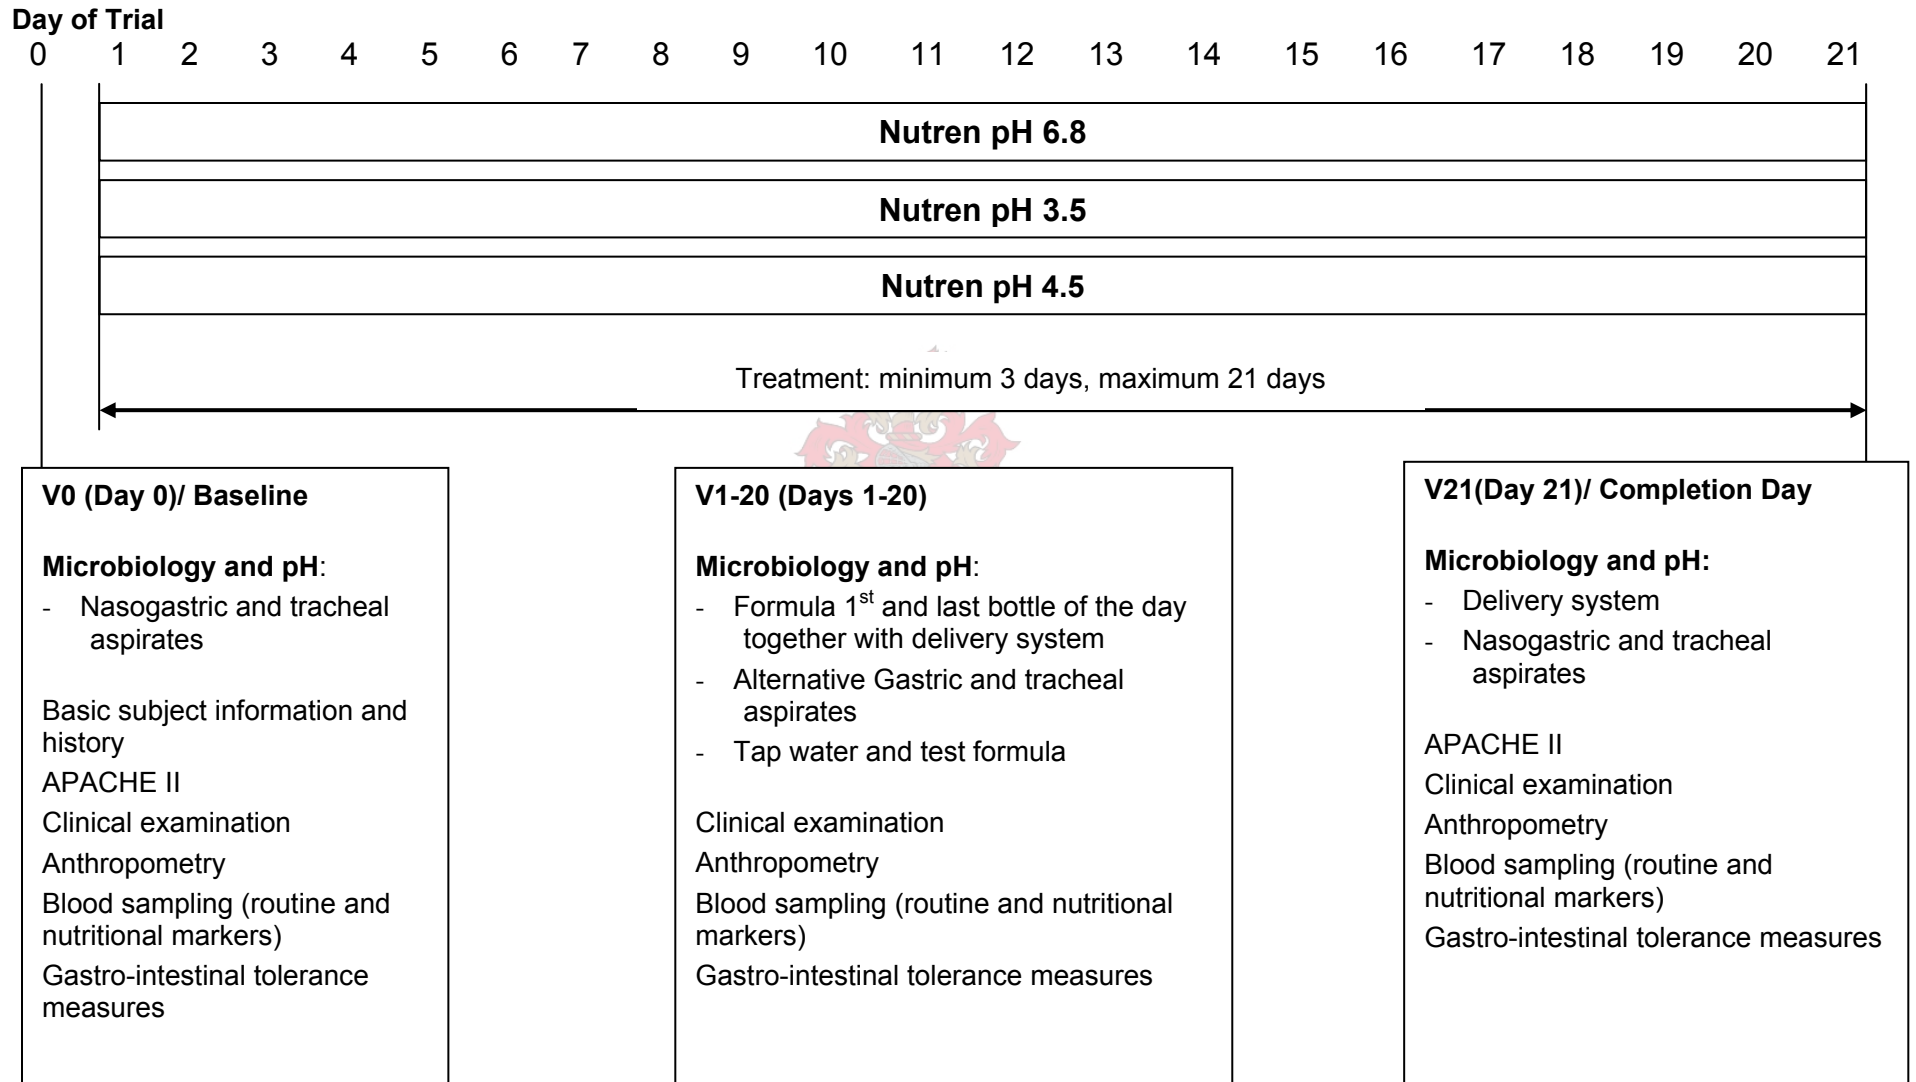 Day of Trial
0 1 2 3 4 5 6 7 8 9 10 11 12 13 14 15 16 17 18 19 20 21
Nutren pH 6.8
Nutren pH 3.5
Nutren pH 4.5
Treatment: minimum 3 days, maximum 21 days
V0 (Day 0)/ Baseline
Microbiology and pH:
- Nasogastric and tracheal
aspirates
Basic subject information and
history
APACHE II
Clinical examination
Anthropometry
Blood sampling (routine and
nutritional markers)
Gastro-intestinal tolerance
measures
V1-20 (Days 1-20)
Microbiology and pH:
- Formula 1st and last bottle of the day
together with delivery system
- Alternative Gastric and tracheal
aspirates
- Tap water and test formula
Clinical examination
Anthropometry
Blood sampling (routine and nutritional
markers)
Gastro-intestinal tolerance measures
V21(Day 21)/ Completion Day
Microbiology and pH:
- Delivery system
- Nasogastric and tracheal
aspirates
APACHE II
Clinical examination
Anthropometry
Blood sampling (routine and
nutritional markers)
Gastro-intestinal tolerance measures